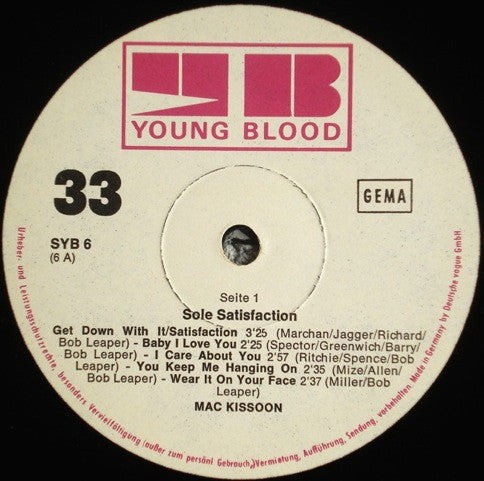 YB
YOUNG BLOOD
33
GEMA
SYB 6
(6 A)
Seite 1
Sole Satisfaction
Get Down With It/Satisfaction 3'25 (Marchan/Jagger/Richard/
Bob Leaper) - Baby I Love You 2'25 (Spector/Greenwich/Barry/
Bob Leaper) - I Care About You 2'57 (Ritchie/Spence/Bob
Leaper) - You Keep Me Hanging On 2'35 (Mize/Allen/
Bob Leaper) - Wear It On Your Face 2'37 (Miller/Bob
Leaper)
MAC KISSOON
Urheber- und Leistungsschutzrechte, besonders Vervielfältigung (außer zum persönl Gebrauch), Vermietung, Aufführung, Sendung, vorbehalten. Made in Germany by Deutsche vogue GmbH.